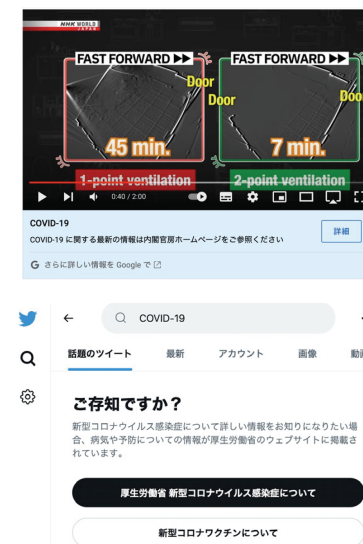 NHK WORLD
JAPAN
FAST FORWARD ▶▶
FAST FORWARD ▶▶
Door
Door
Door
45 min.
7 min.
1-point ventilation
2-point ventilation
0:40 / 2:00
COVID-19
COVID-19 に関する最新の情報は内閣官房ホームページをご参照ください
詳細
G さらに詳しい情報を Google で
COVID-19
話題のツイート 最新 アカウント 画像 動画
ご存知ですか？
新型コロナウイルス感染症について詳しい情報をお知りになりたい場
合、病気や予防についての情報が厚生労働省のウェブサイトに掲載さ
れています。
厚生労働省 新型コロナウイルス感染症について
新型コロナワクチンについて